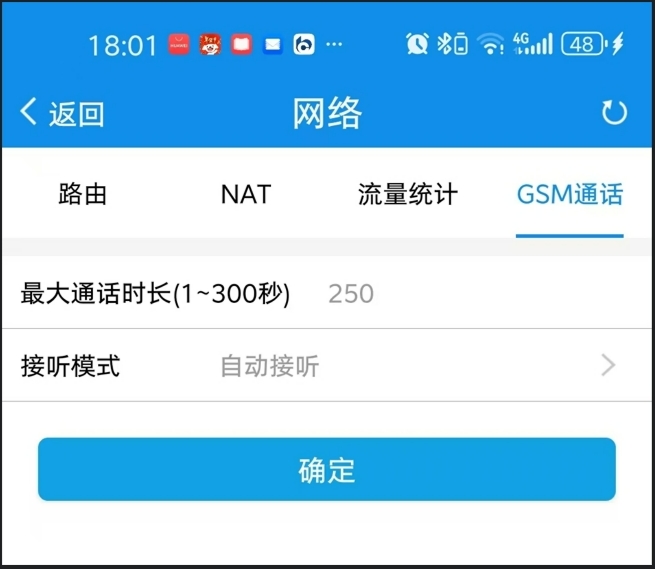 18:01 4G 48
返回 网络
路由 NAT 流量统计 GSM通话
最大通话时长(1~300秒) 250
接听模式 自动接听
确定